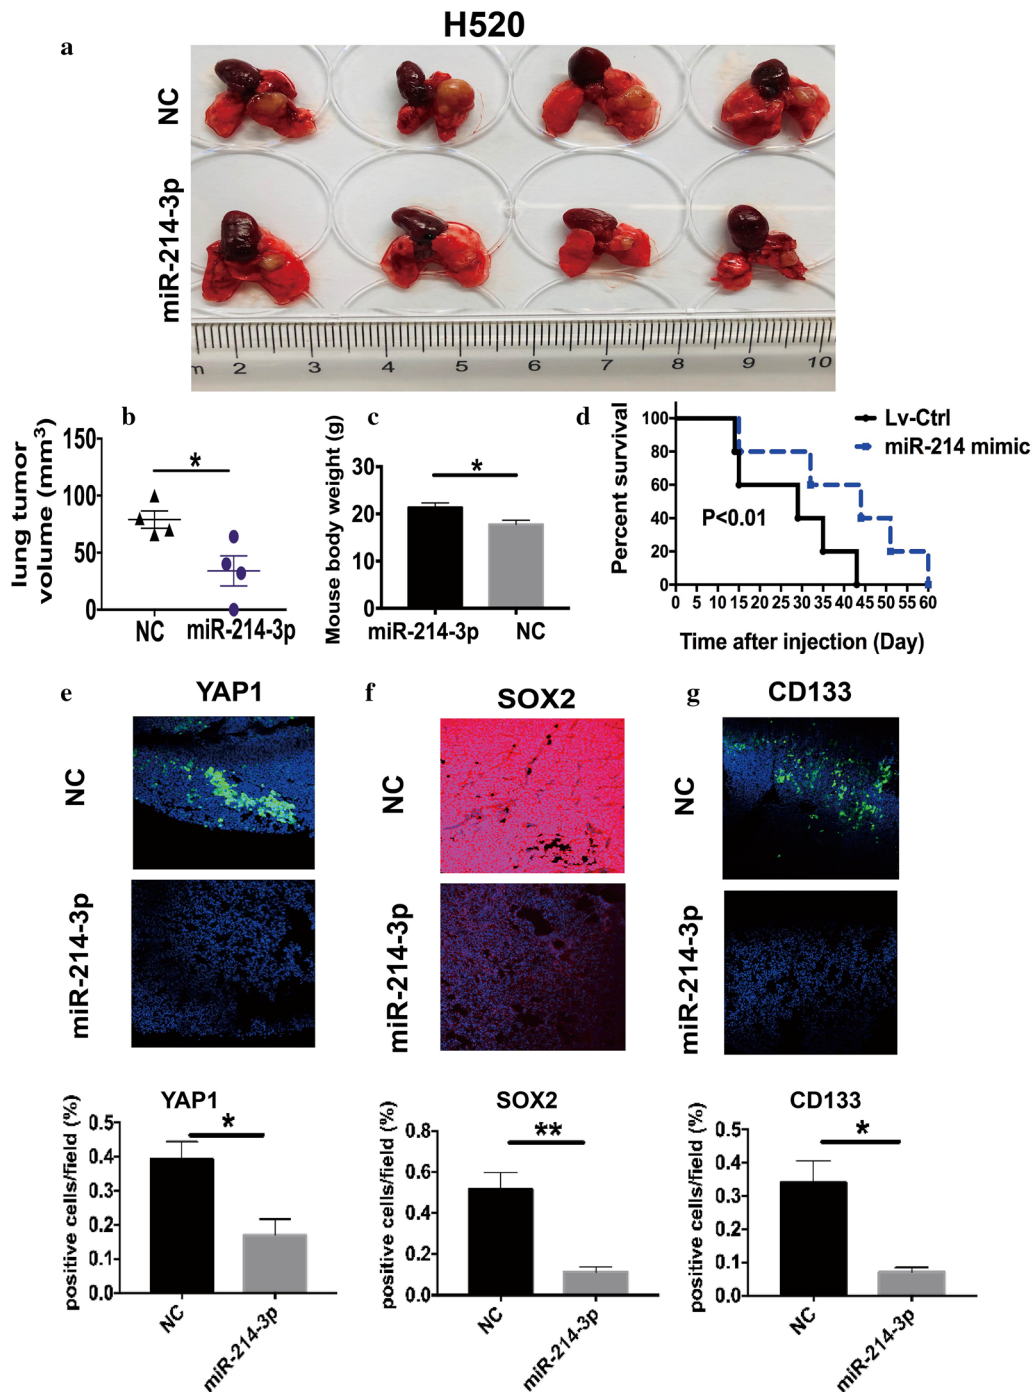 H520
a
NC
miR-214-3p
m 2 3 4 5 6 7 8 9 10
b
lung tumor
volume (mm³)
150
100
50
0
*
NC miR-214-3p
c
Mouse body weight (g)
30
20
10
0
*
miR-214-3p NC
d
Percent survival
100
80
60
40
20
0
Lv-Ctrl
miR-214 mimic
P<0.01
0 5 10 15 20 25 30 35 40 45 50 55 60
Time after injection (Day)
e
YAP1
NC
miR-214-3p
f
SOX2
NC
miR-214-3p
g
CD133
NC
miR-214-3p
YAP1
positive cells/field (%)
0.5
0.4
0.3
0.2
0.1
0.0
*
NC
miR-214-3p
SOX2
positive cells/field (%)
0.8
0.6
0.4
0.2
0.0
**
NC
miR-214-3p
CD133
positive cells/field (%)
0.5
0.4
0.3
0.2
0.1
0.0
*
NC
miR-214-3p